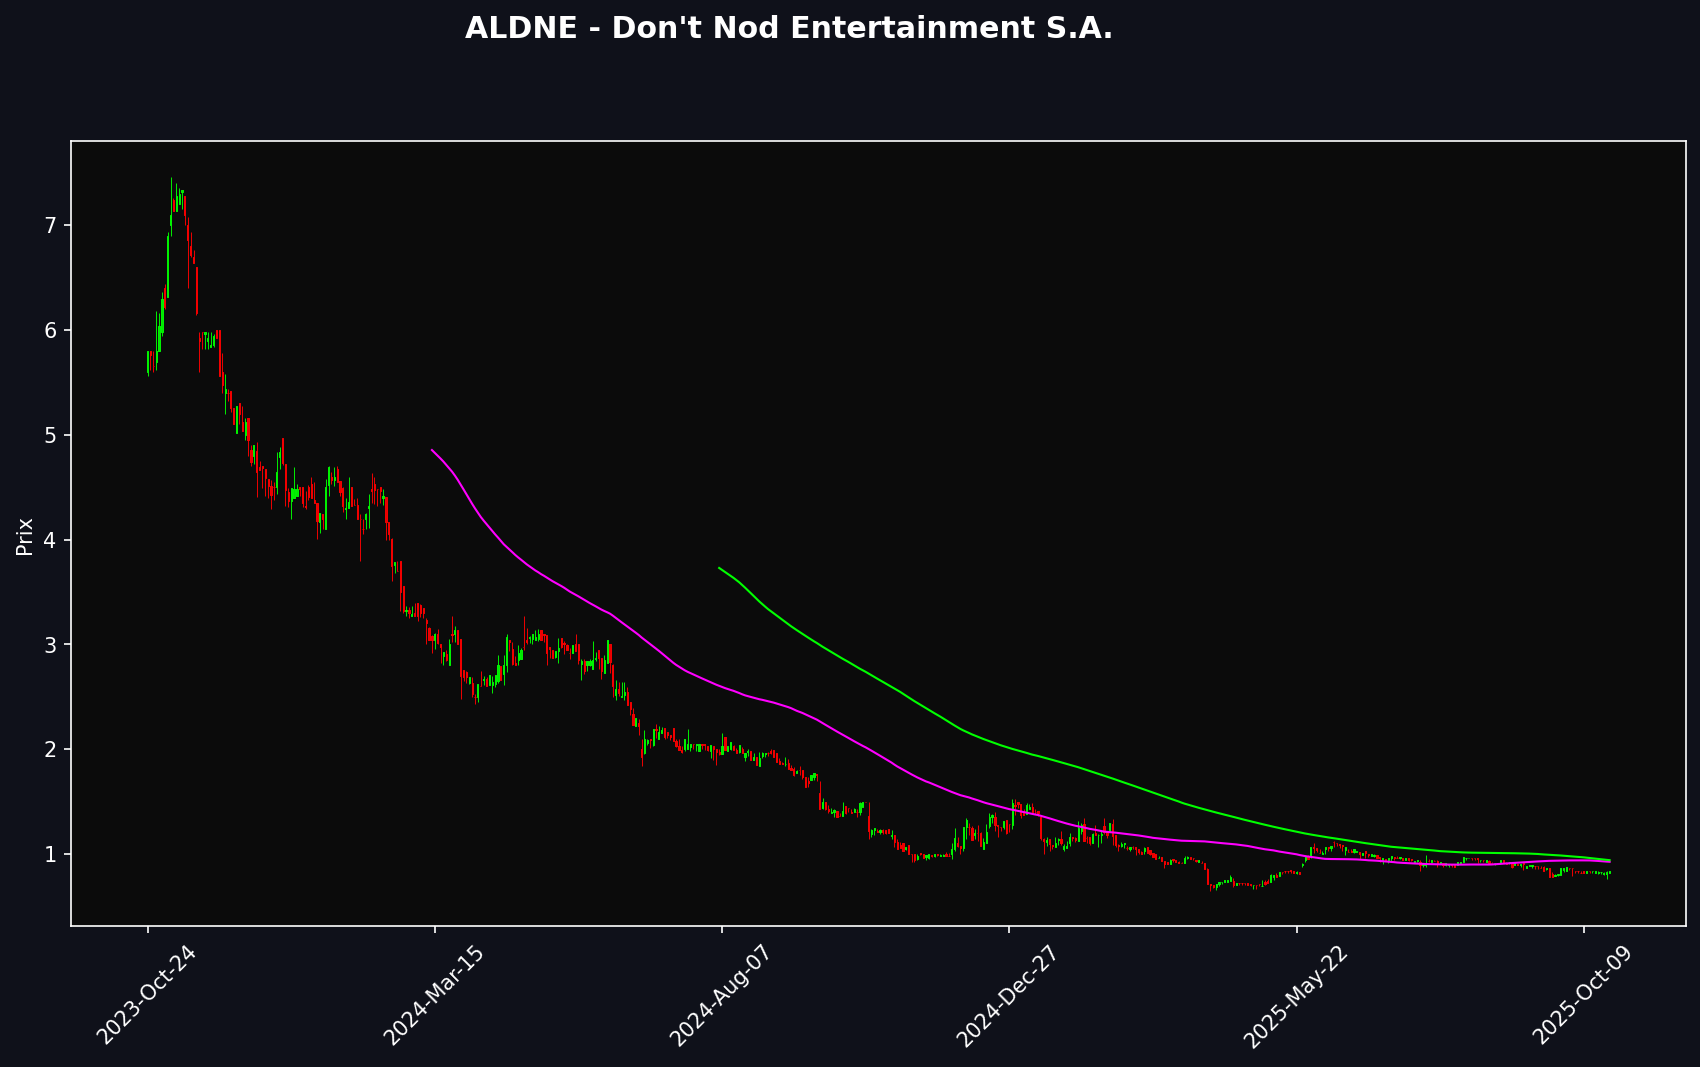 ALDNE - Don't Nod Entertainment S.A.
Prix
7
6
5
4
3
2
1
2023-Oct-24
2024-Mar-15
2024-Aug-07
2024-Dec-27
2025-May-22
2025-Oct-09